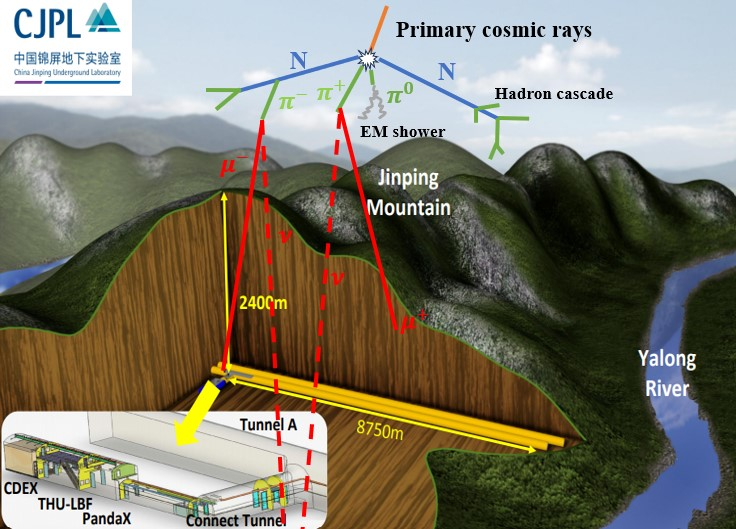 CJPL
中国锦屏地下实验室
China Jinping Underground Laboratory
Primary cosmic rays
N
N
π⁻
π⁺
π⁰
Hadron cascade
EM shower
μ⁻
Jinping
Mountain
ν
ν
2400m
μ⁺
Yalong
River
8750m
Tunnel A
CDEX
THU-LBF
PandaX
Connect Tunnel